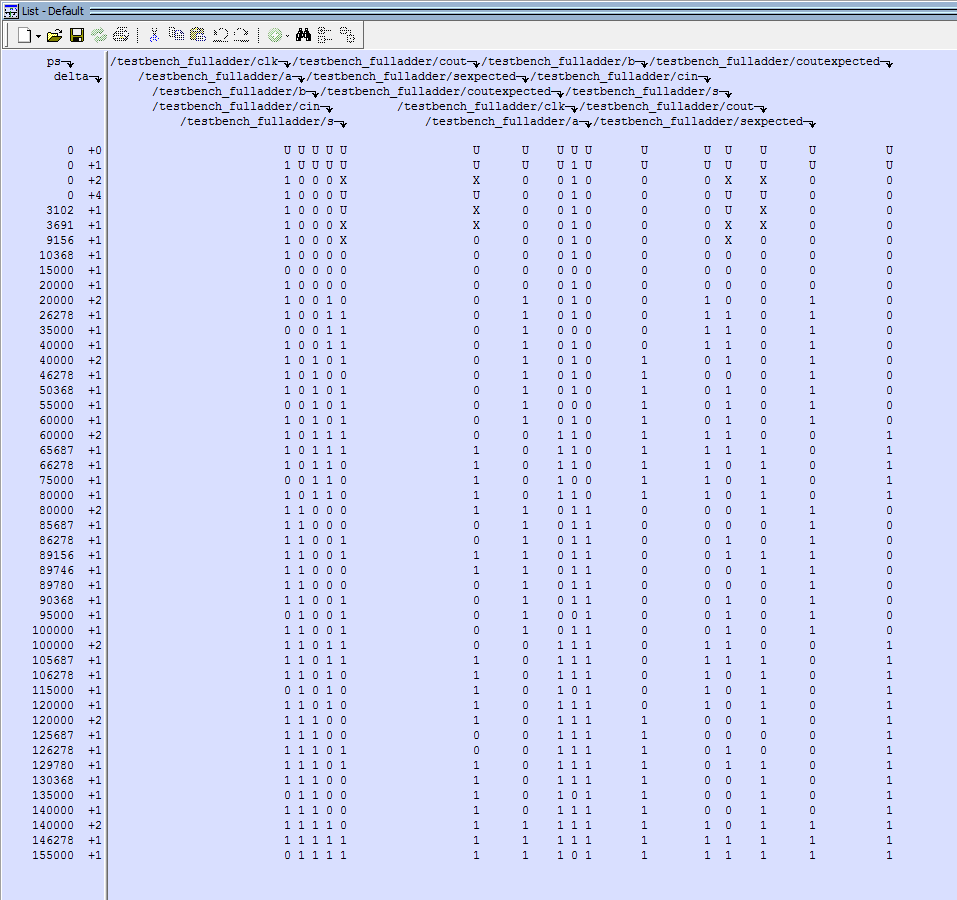 List - Default
ps /testbench_fulladder/clk /testbench_fulladder/cout /testbench_fulladder/b /testbench_fulladder/coutexpected
delta /testbench_fulladder/a /testbench_fulladder/sexpected /testbench_fulladder/cin
/testbench_fulladder/b /testbench_fulladder/coutexpected /testbench_fulladder/s
/testbench_fulladder/cin /testbench_fulladder/clk /testbench_fulladder/cout
/testbench_fulladder/s /testbench_fulladder/a /testbench_fulladder/sexpected
0 +0 U U U U U U U U U U U U U U U U
0 +1 1 U U U U U U U 1 U U U U U U U
0 +2 1 0 0 0 X X 0 0 1 0 0 0 X X 0 0
0 +4 1 0 0 0 U U 0 0 1 0 0 0 U U 0 0
3102 +1 1 0 0 0 U X 0 0 1 0 0 0 U X 0 0
3691 +1 1 0 0 0 X X 0 0 1 0 0 0 X X 0 0
9156 +1 1 0 0 0 X 0 0 0 1 0 0 0 X 0 0 0
10368 +1 1 0 0 0 0 0 0 0 1 0 0 0 0 0 0 0
15000 +1 0 0 0 0 0 0 0 0 0 0 0 0 0 0 0 0
20000 +1 1 0 0 0 0 0 0 0 1 0 0 0 0 0 0 0
20000 +2 1 0 0 1 0 0 1 0 1 0 0 1 0 0 1 0
26278 +1 1 0 0 1 1 0 1 0 1 0 0 1 1 0 1 0
35000 +1 0 0 0 1 1 0 1 0 0 0 0 1 1 0 1 0
40000 +1 1 0 0 1 1 0 1 0 1 0 0 1 1 0 1 0
40000 +2 1 0 1 0 1 0 1 0 1 0 1 0 1 0 1 0
46278 +1 1 0 1 0 0 0 1 0 1 0 1 0 0 0 1 0
50368 +1 1 0 1 0 1 0 1 0 1 0 1 0 1 0 1 0
55000 +1 0 0 1 0 1 0 1 0 0 0 1 0 1 0 1 0
60000 +1 1 0 1 0 1 0 1 0 1 0 1 0 1 0 1 0
60000 +2 1 0 1 1 1 0 0 1 1 0 1 1 1 0 0 1
65687 +1 1 0 1 1 1 1 0 1 1 0 1 1 1 1 0 1
66278 +1 1 0 1 1 0 1 0 1 1 0 1 1 0 1 0 1
75000 +1 0 0 1 1 0 1 0 1 0 0 1 1 0 1 0 1
80000 +1 1 0 1 1 0 1 0 1 1 0 1 1 0 1 0 1
80000 +2 1 1 0 0 0 1 1 0 1 1 0 0 0 1 1 0
85687 +1 1 1 0 0 0 0 1 0 1 1 0 0 0 0 1 0
86278 +1 1 1 0 0 1 0 1 0 1 1 0 0 1 0 1 0
89156 +1 1 1 0 0 1 1 1 0 1 1 0 0 1 1 1 0
89746 +1 1 1 0 0 0 1 1 0 1 1 0 0 0 1 1 0
89780 +1 1 1 0 0 0 0 1 0 1 1 0 0 0 0 1 0
90368 +1 1 1 0 0 1 0 1 0 1 1 0 0 1 0 1 0
95000 +1 0 1 0 0 1 0 1 0 0 1 0 0 1 0 1 0
100000 +1 1 1 0 0 1 0 1 0 1 1 0 0 1 0 1 0
100000 +2 1 1 0 1 1 0 0 1 1 1 0 1 1 0 0 1
105687 +1 1 1 0 1 1 1 0 1 1 1 0 1 1 1 0 1
106278 +1 1 1 0 1 0 1 0 1 1 1 0 1 0 1 0 1
115000 +1 0 1 0 1 0 1 0 1 0 1 0 1 0 1 0 1
120000 +1 1 1 0 1 0 1 0 1 1 1 0 1 0 1 0 1
120000 +2 1 1 1 0 0 1 0 1 1 1 1 0 0 1 0 1
125687 +1 1 1 1 0 0 0 0 1 1 1 1 0 0 0 0 1
126278 +1 1 1 1 0 1 0 0 1 1 1 1 0 1 0 0 1
129780 +1 1 1 1 0 1 1 0 1 1 1 1 0 1 1 0 1
130368 +1 1 1 1 0 0 1 0 1 1 1 1 0 0 1 0 1
135000 +1 0 1 1 0 0 1 0 1 0 1 1 0 0 1 0 1
140000 +1 1 1 1 0 0 1 0 1 1 1 1 0 0 1 0 1
140000 +2 1 1 1 1 0 1 1 1 1 1 1 1 0 1 1 1
146278 +1 1 1 1 1 1 1 1 1 1 1 1 1 1 1 1 1
155000 +1 0 1 1 1 1 1 1 1 0 1 1 1 1 1 1 1